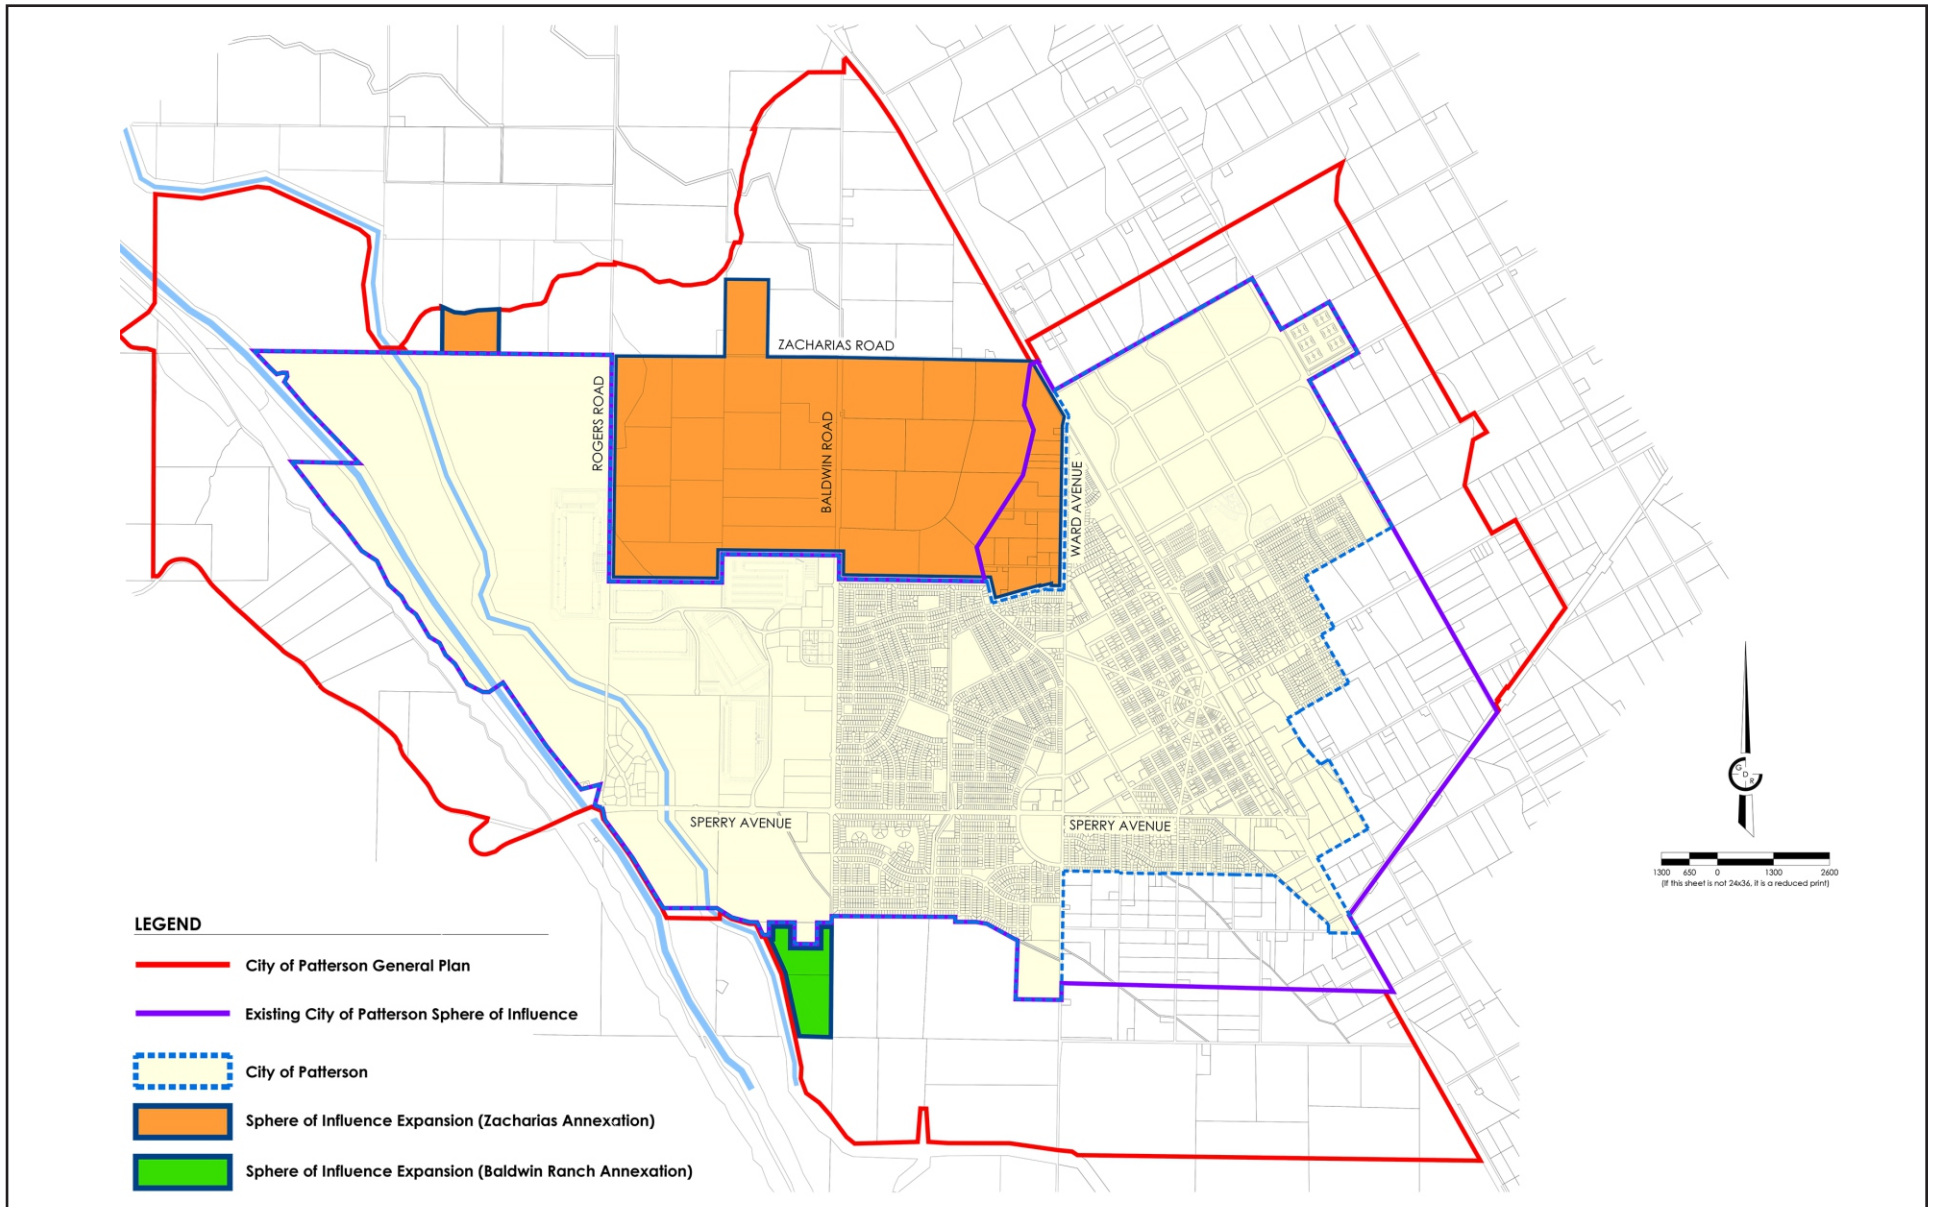 ZACHARIAS ROAD
ROGERS ROAD
BALDWIN ROAD
WARD AVENUE
SPERRY AVENUE
SPERRY AVENUE
G
D
R
1300 650 0 1300 2600
(If this sheet is not 24x36, it is a reduced print)
LEGEND
City of Patterson General Plan
Existing City of Patterson Sphere of Influence
City of Patterson
Sphere of Influence Expansion (Zacharias Annexation)
Sphere of Influence Expansion (Baldwin Ranch Annexation)